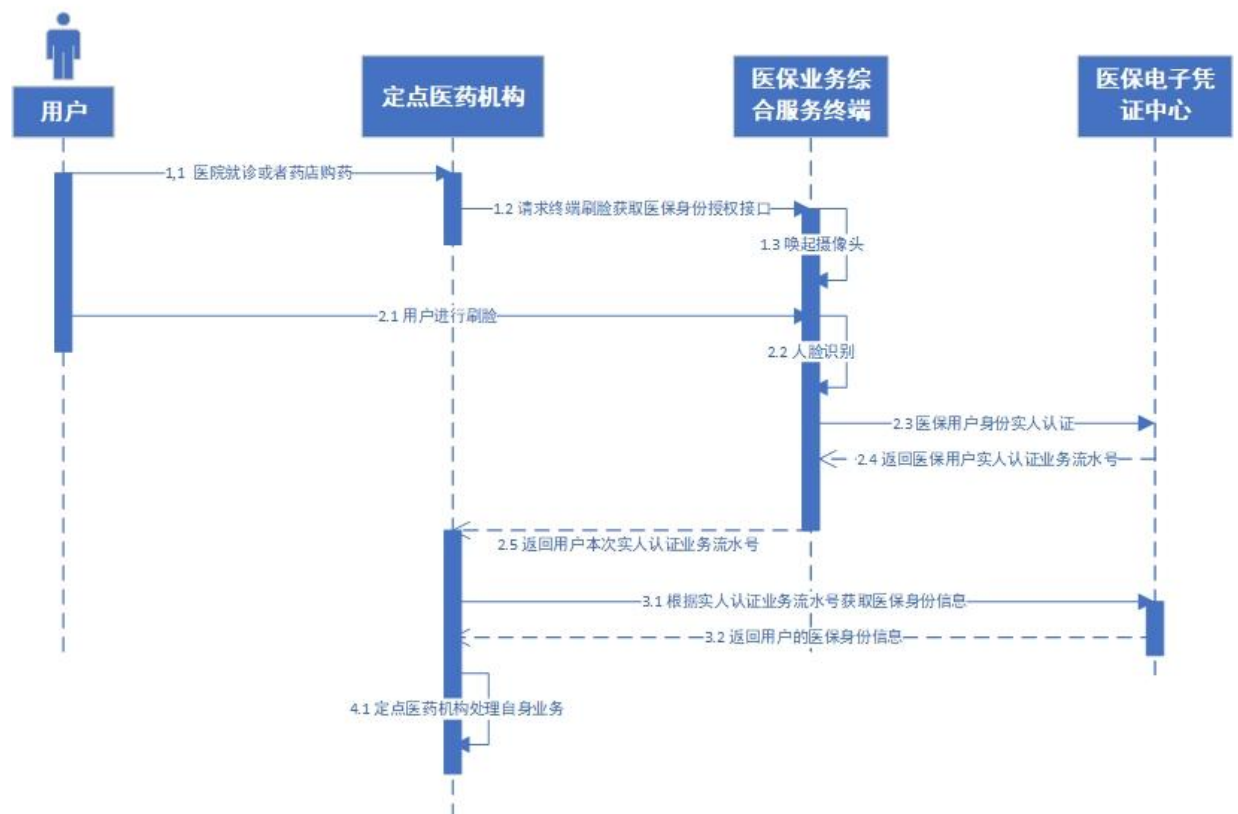 用户
定点医药机构
医保业务综
合服务终端
医保电子凭
证中心
1,1 医院就诊或者药店购药
1.2 请求终端刷脸获取医保身份授权接口
1.3 唤起摄像头
2.1 用户进行刷脸
2.2 人脸识别
2.3 医保用户身份实人认证
2.4 返回医保用户实人认证业务流水号
2.5 返回用户本次实人认证业务流水号
3.1 根据实人认证业务流水号获取医保身份信息
3.2 返回用户的医保身份信息
4.1 定点医药机构处理自身业务